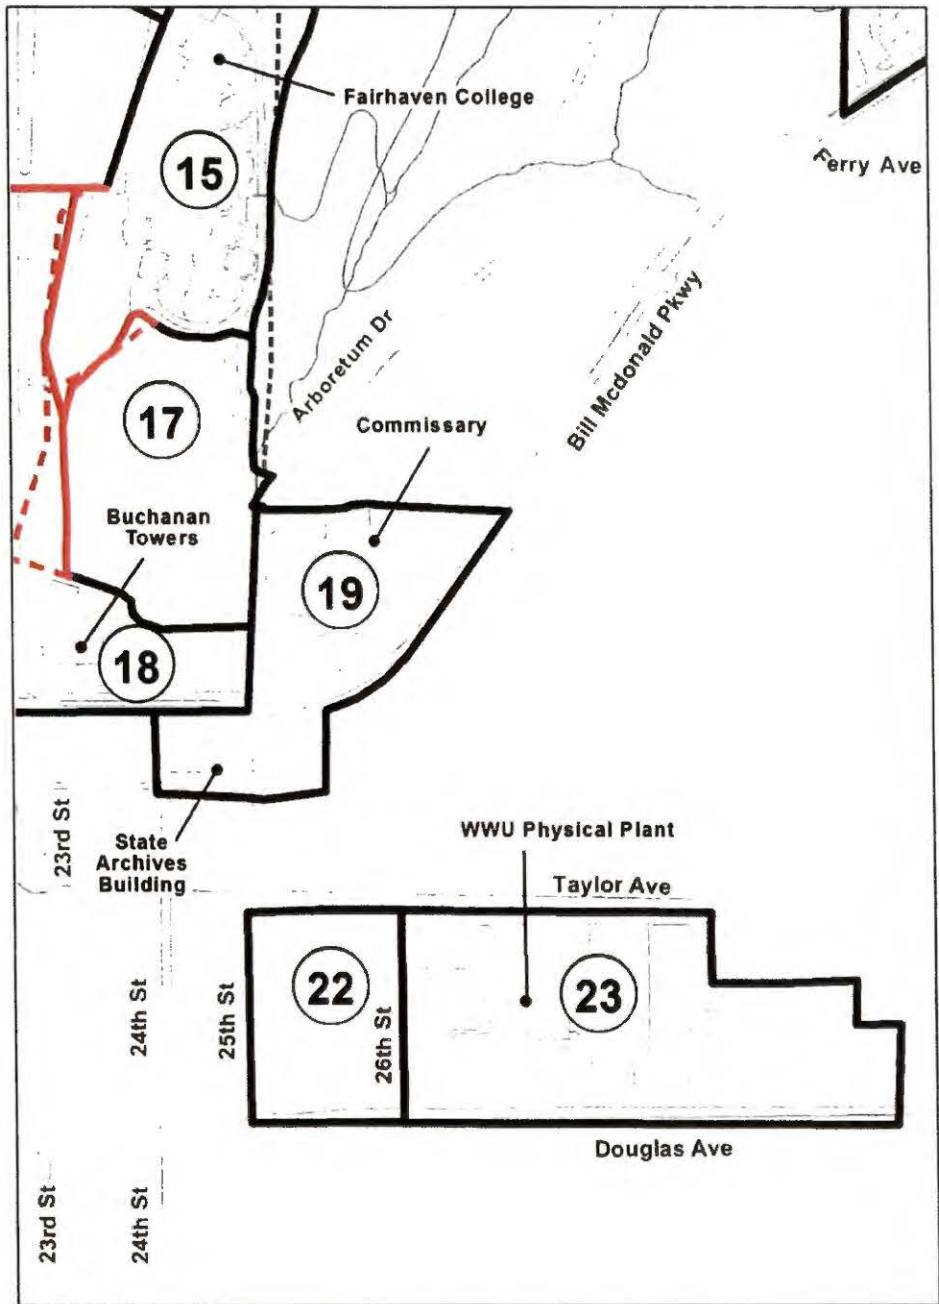 Fairhaven College
Ferry Ave
15
Bill Mcdonald Pkwy
Arboretum Dr
17
Commissary
Buchanan
Towers
19
18
23rd St
State
Archives
Building
WWU Physical Plant
Taylor Ave
24th St
25th St
22
26th St
23
Douglas Ave
23rd St
24th St